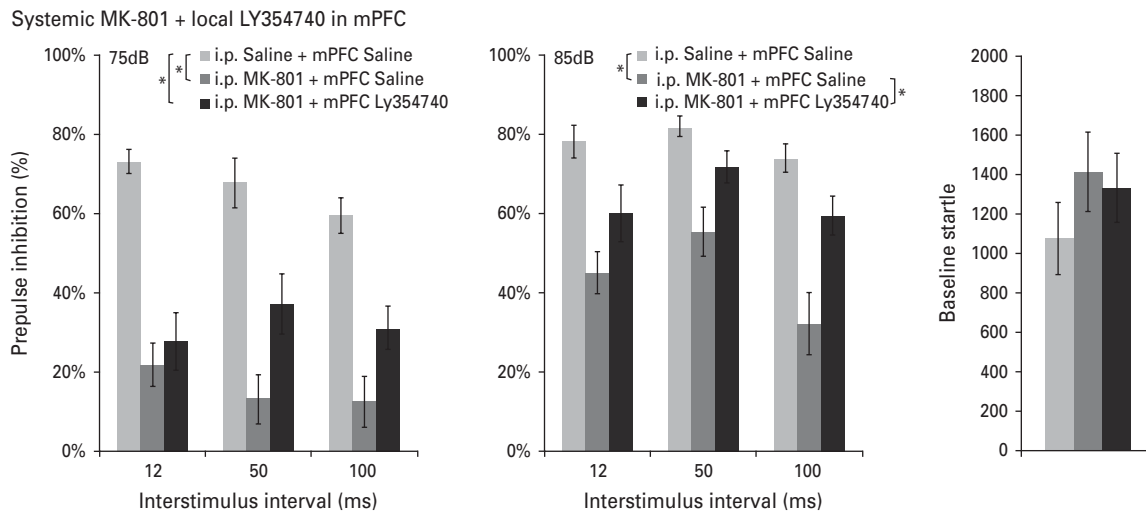 Systemic MK-801 + local LY354740 in mPFC
Prepulse inhibition (%)
100%
80%
60%
40%
20%
0%
75dB
* *
i.p. Saline + mPFC Saline
i.p. MK-801 + mPFC Saline
i.p. MK-801 + mPFC Ly354740
12 50 100
Interstimulus interval (ms)
100%
80%
60%
40%
20%
0%
85dB
*
i.p. Saline + mPFC Saline
i.p. MK-801 + mPFC Saline
i.p. MK-801 + mPFC Ly354740
*
12 50 100
Interstimulus interval (ms)
Baseline startle
2000
1800
1600
1400
1200
1000
800
600
400
200
0